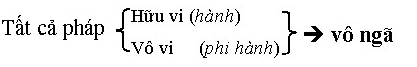 Hữu vi (hành)
Tất cả pháp → vô ngã
Vô vi (phi hành)